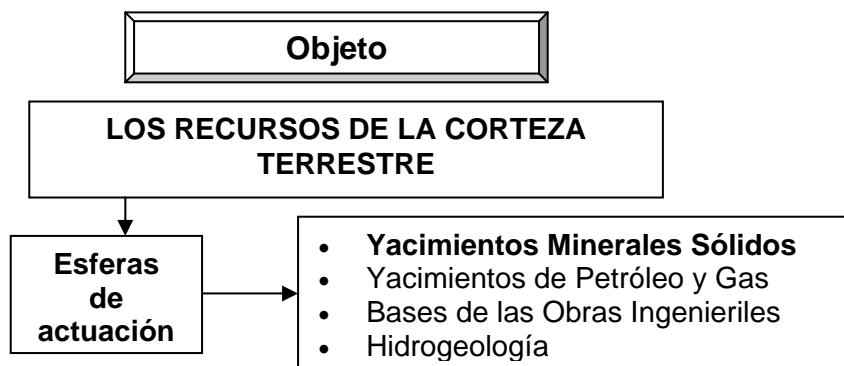 Objeto
LOS RECURSOS DE LA CORTEZA
TERRESTRE
Esferas
de
actuación
• Yacimientos Minerales Sólidos
• Yacimientos de Petróleo y Gas
• Bases de las Obras Ingenieriles
• Hidrogeología